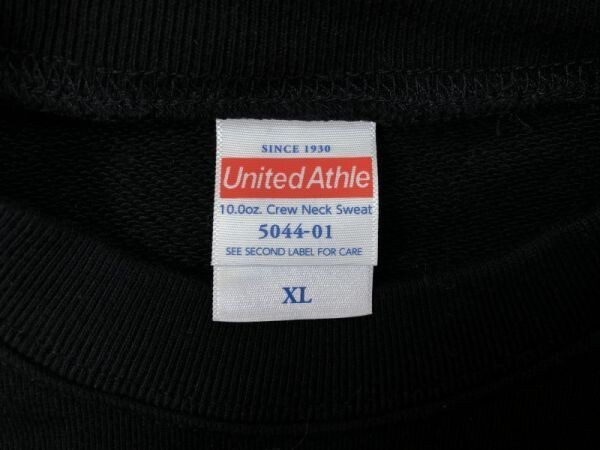 SINCE 1930
United Athle
10.0oz. Crew Neck Sweat
5044-01
SEE SECOND LABEL FOR CARE
XL